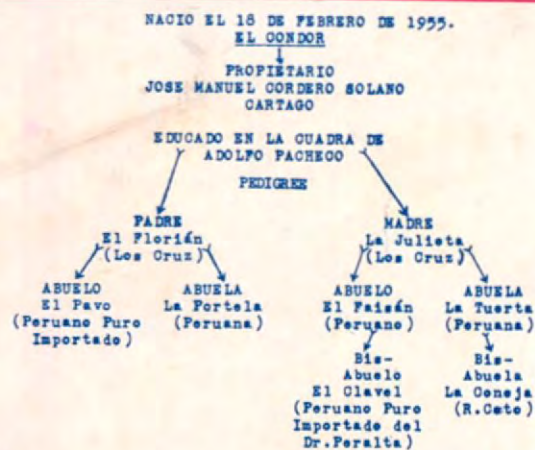 NACIO EL 18 DE FEBRERO DE 1955.
EL CONDOR
PROPIETARIO
JOSE MANUEL CORDERO SOLANO
CARTAGO
EDUCADO EN LA CUADRA DE
ADOLFO PACHECO
PEDIGREE
PADRE
El Florián
(Los Cruz)
MADRE
La Julieta
(Los Cruz)
ABUELO
El Pavo
(Peruano Puro
Importado)
ABUELA
La Portela
(Peruana)
ABUELO
El Faisán
(Peruano)
ABUELA
La Tuerta
(Peruana)
Bis-
Abuelo
El Clavel
(Peruano Puro
Importado del
Dr.Peralta)
Bis-
Abuela
La Coneja
(R.Coto)